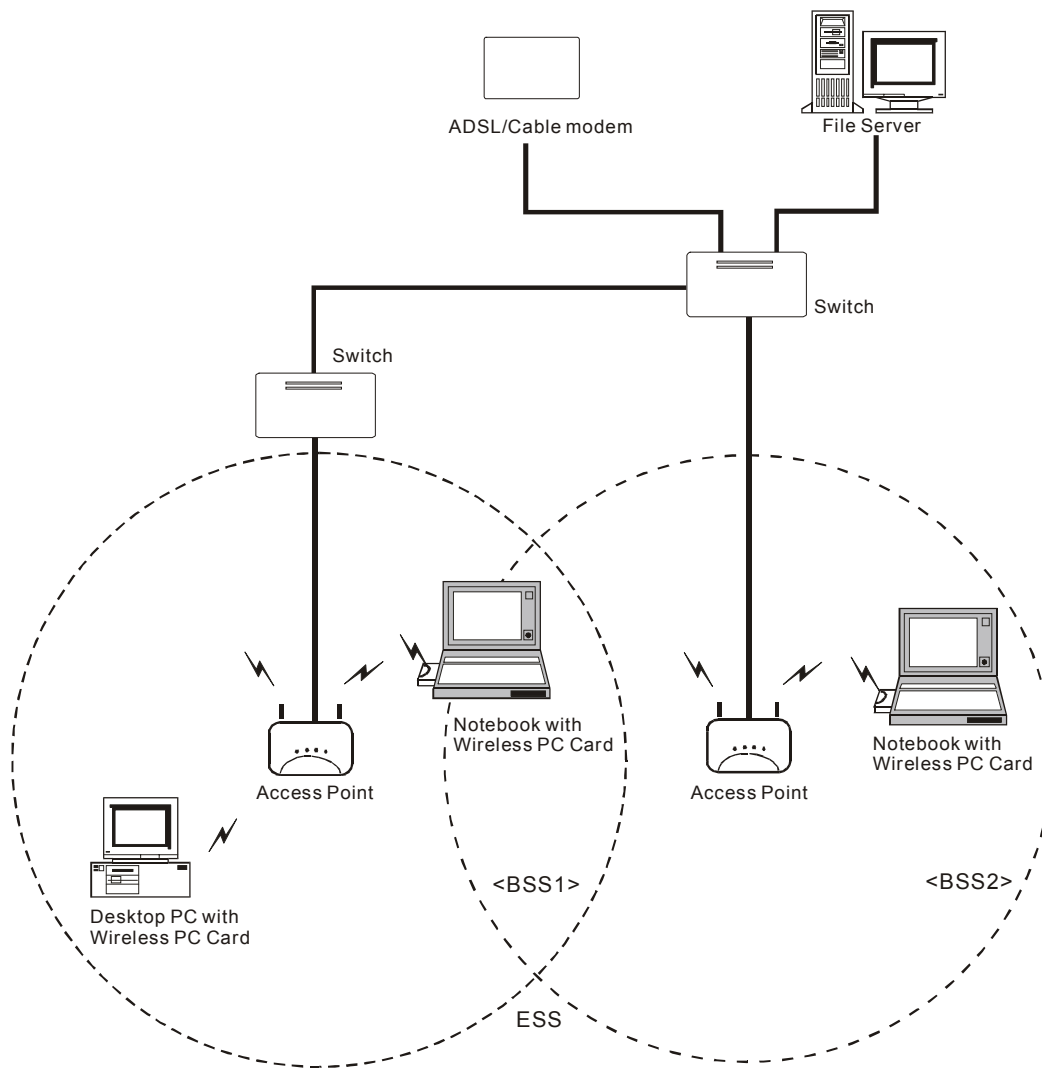 ADSL/Cable modem
File Server
Switch
Switch
Notebook with
Wireless PC Card
Notebook with
Wireless PC Card
Access Point
Access Point
<BSS1>
<BSS2>
Desktop PC with
Wireless PC Card
ESS